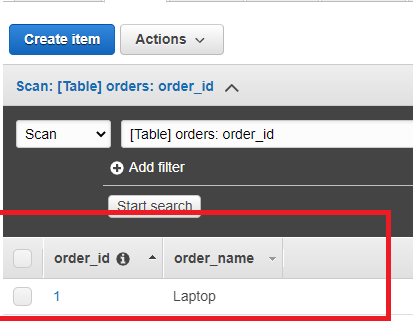 Create item Actions
Scan: [Table] orders: order_id
Scan [Table] orders: order_id
Add filter
Start search
order_id order_name
1 Laptop